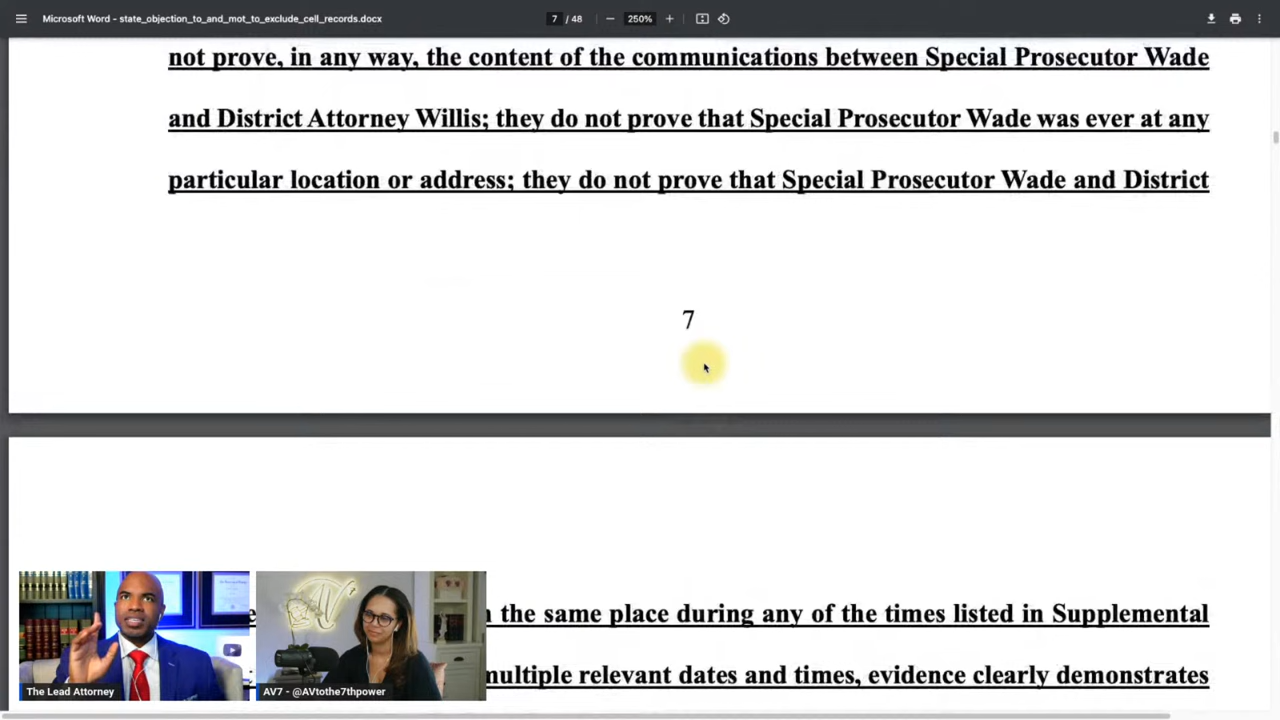 Microsoft Word - state_objection_to_and_mot_to_exclude_cell_records.docx
7 / 48
250%
not prove, in any way, the content of the communications between Special Prosecutor Wade
and District Attorney Willis; they do not prove that Special Prosecutor Wade was ever at any
particular location or address; they do not prove that Special Prosecutor Wade and District
7
the same place during any of the times listed in Supplemental
multiple relevant dates and times, evidence clearly demonstrates
The Lead Attorney
AV7 - @AVtothe7thpower